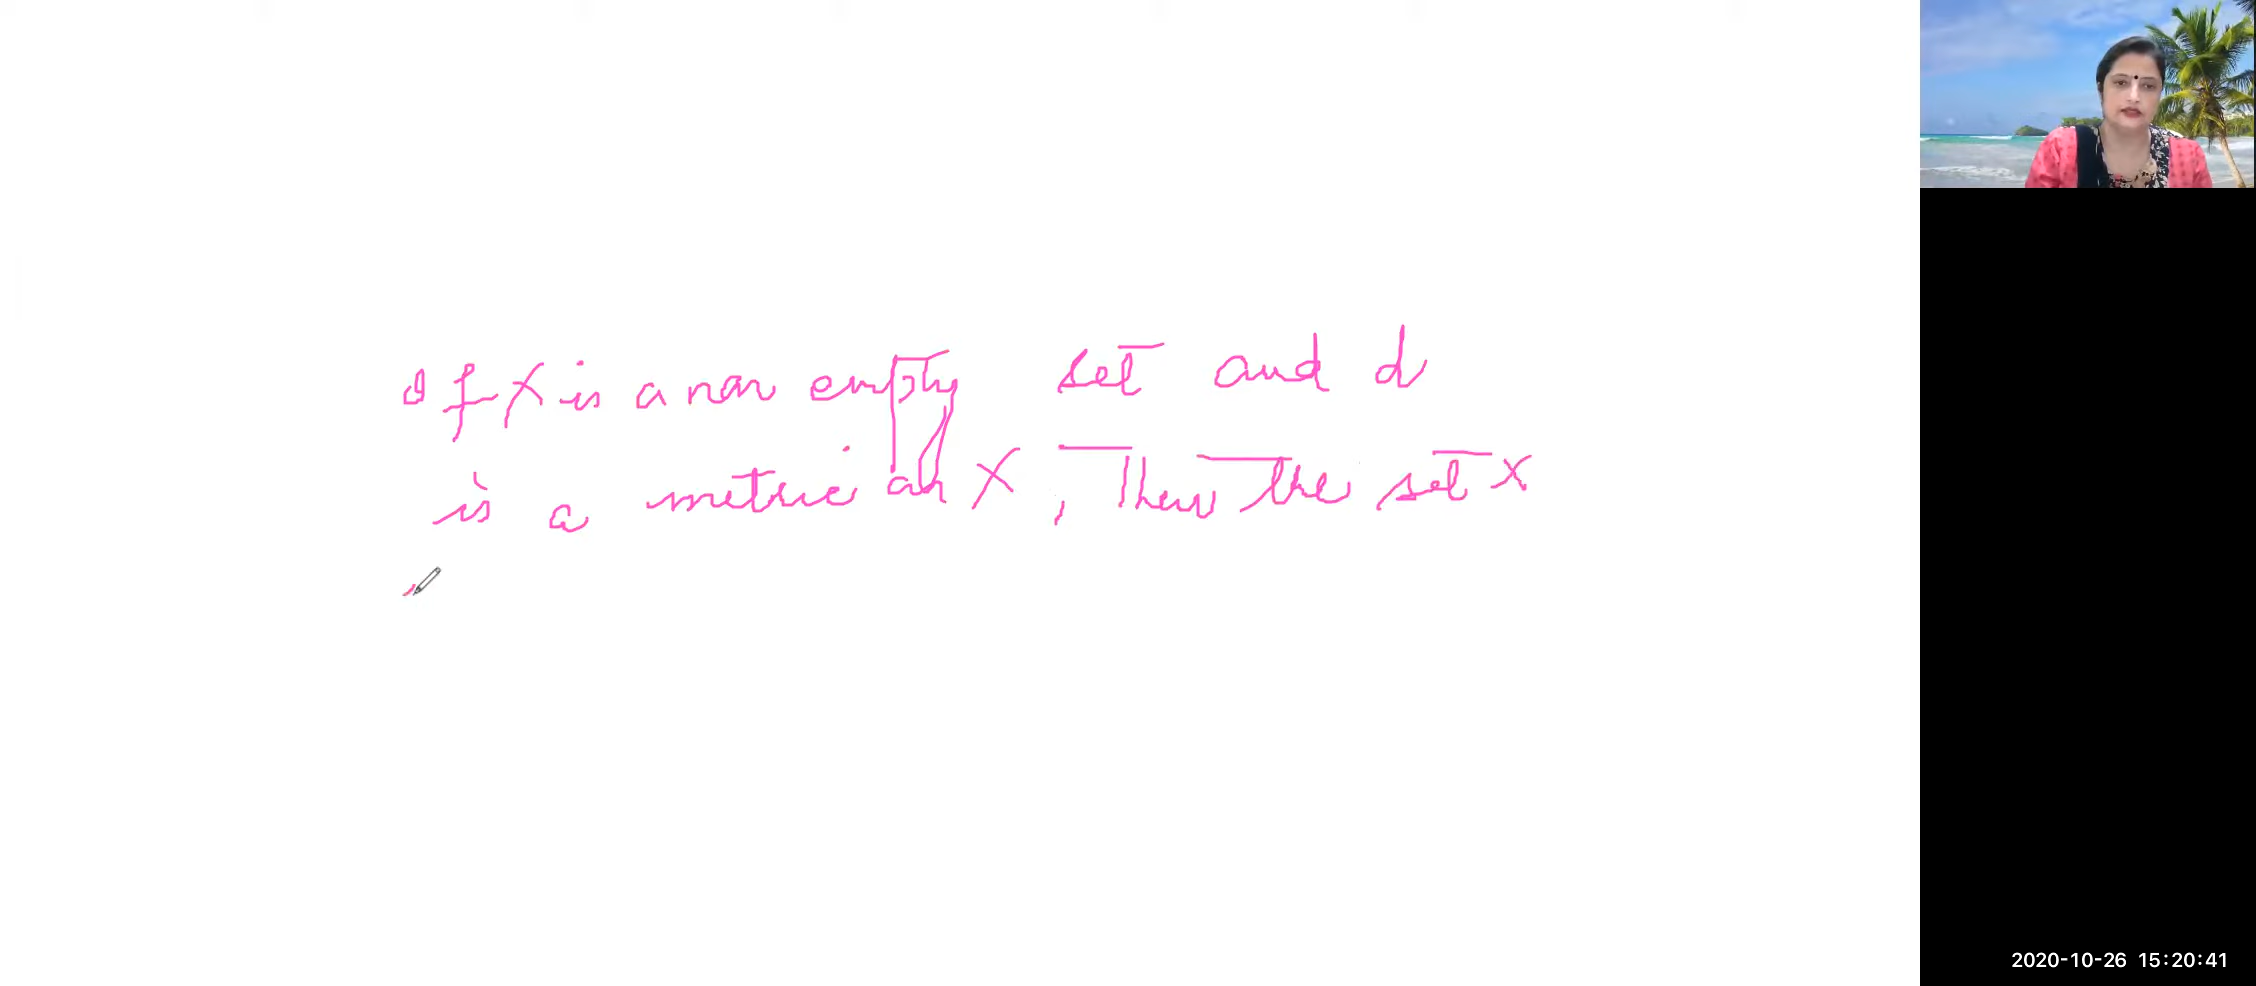 If X is a non empty set and d
is a metric on X, Then the set X
2020-10-26 15:20:41